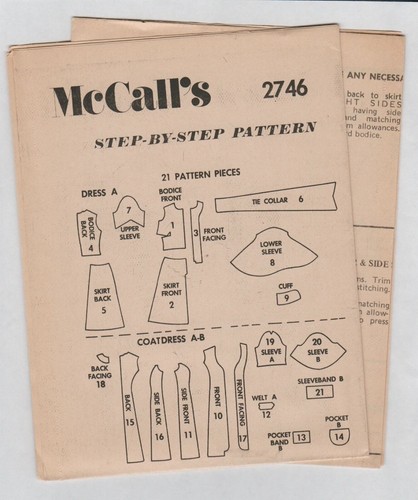 McCall's 2746
STEP-BY-STEP PATTERN
21 PATTERN PIECES
DRESS A
BODICE BACK
4
7
UPPER SLEEVE
BODICE FRONT
1
3
FRONT FACING
TIE COLLAR 6
LOWER SLEEVE
8
SKIRT BACK
5
SKIRT FRONT
2
CUFF
9
COATDRESS A-B
BACK FACING
18
BACK
15
SIDE BACK
16
SIDE FRONT
11
FRONT
10
FRONT FACING
17
19
SLEEVE A
20
SLEEVE B
SLEEVEBAND B
21
WELT A
12
POCKET BAND B
13
POCKET B
14
ANY NECESSA
back to skirt
HT SIDES
having side
and matching
m allowances.
d bodice.
& SIDE
ms. Trim
stitching.
matching
allow-
o press